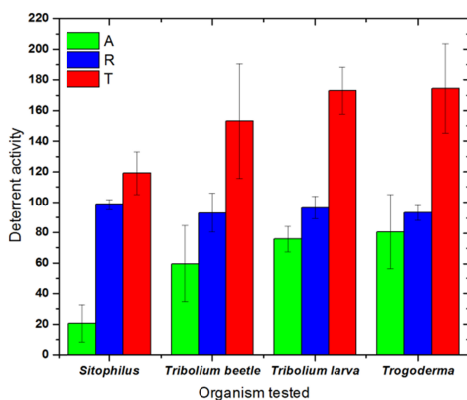 220
200
180
160
140
120
100
80
60
40
20
0
Deterrent activity
A
R
T
Sitophilus Tribolium beetle Tribolium larva Trogoderma
Organism tested